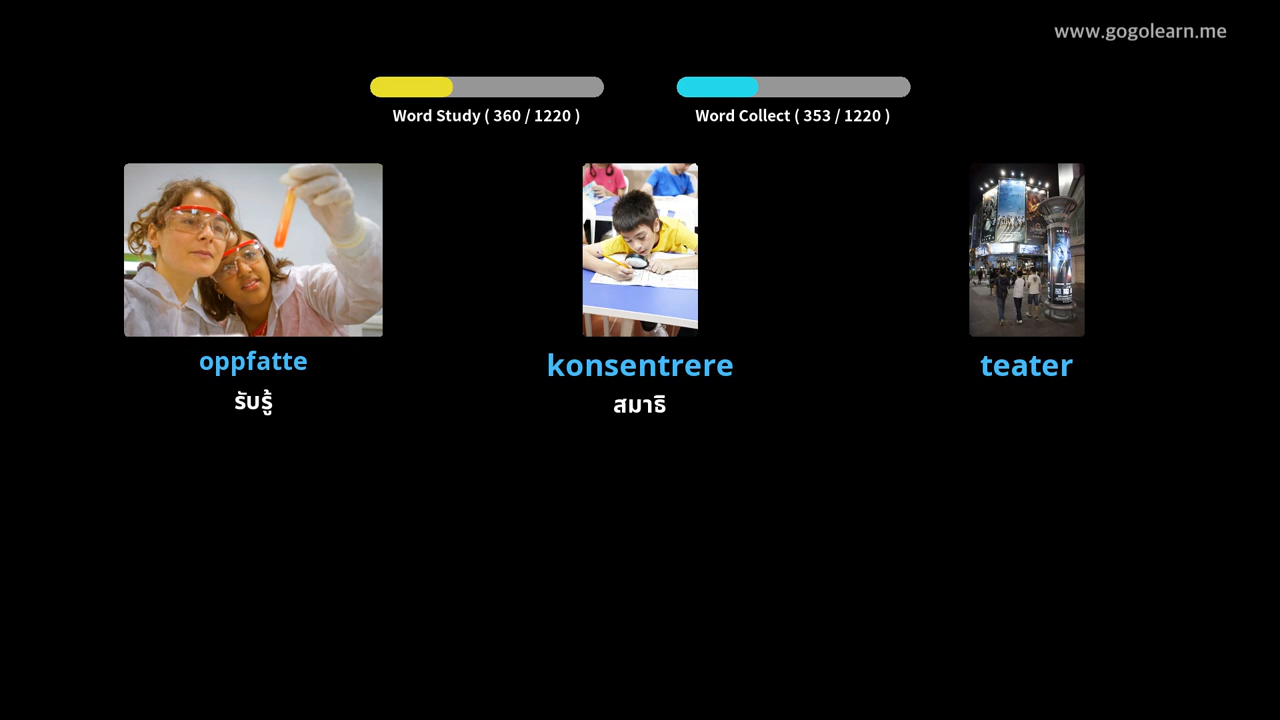 www.gogolearn.me
Word Study ( 360 / 1220 )
Word Collect ( 353 / 1220 )
oppfatte
konsentrere
teater
รับรู้
สมาธิ